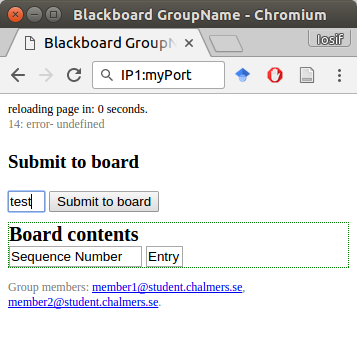 Blackboard GroupName - Chromium
Blackboard GroupN
Iosif
IP1:myPort
reloading page in: 0 seconds.
14: error- undefined
Submit to board
test Submit to board
Board contents
Sequence Number Entry
Group members: member1@student.chalmers.se,
member2@student.chalmers.se.